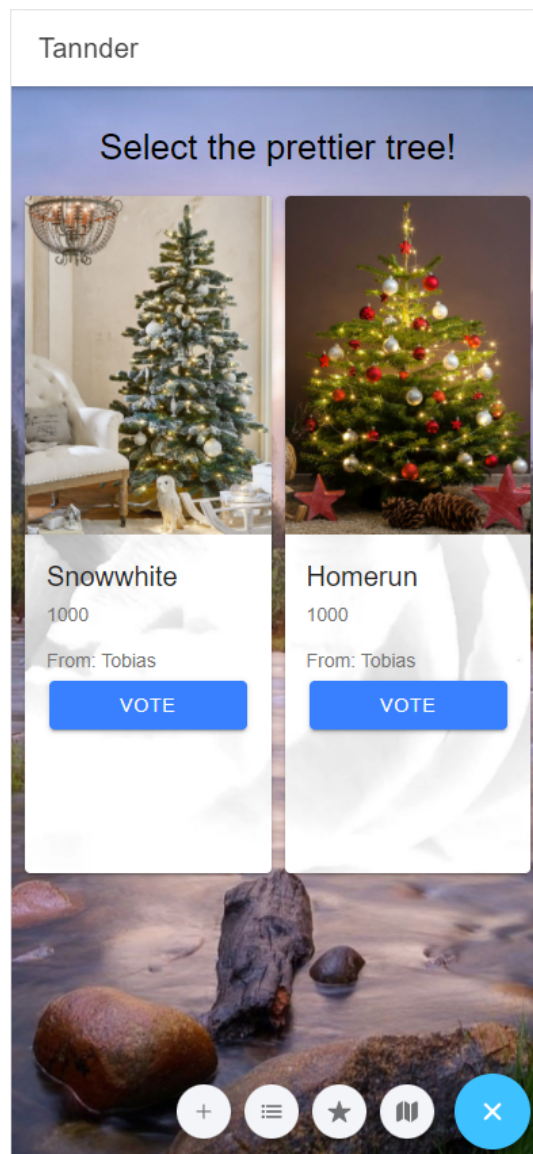 Tannder
Select the prettier tree!
Snowwhite
1000
From: Tobias
VOTE
Homerun
1000
From: Tobias
VOTE